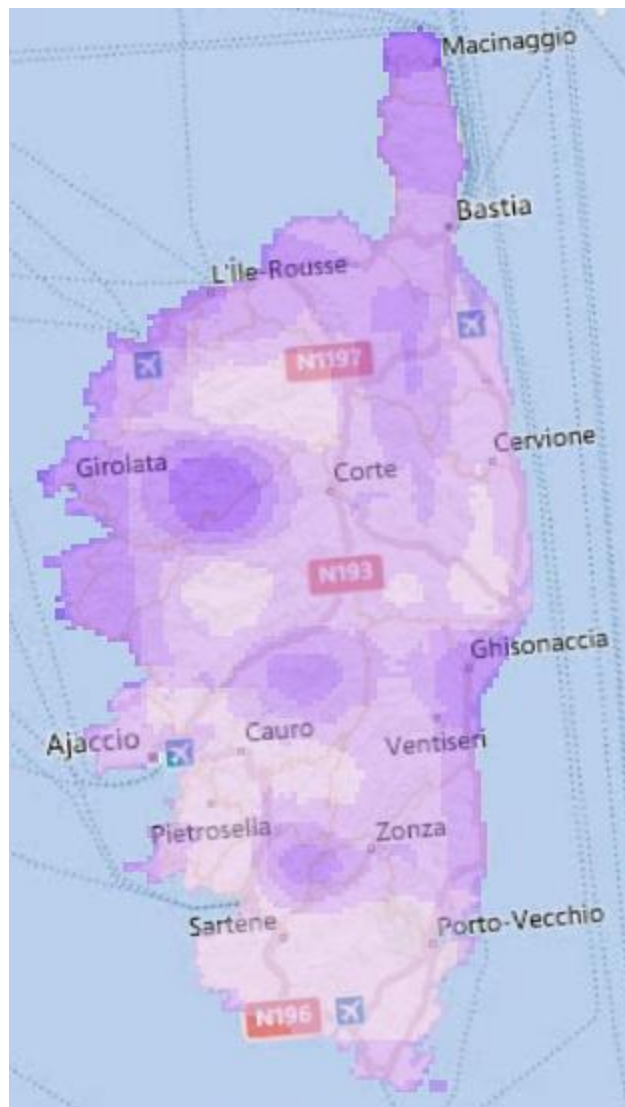 Macinaggio
Bastia
L'Île-Rousse
N1197
Cervione
Girolata
Corte
N193
Ghisonaccia
Ajaccio
Cauro
Ventiseri
Pietrosella
Zonza
Sartène
Porto-Vecchio
N196